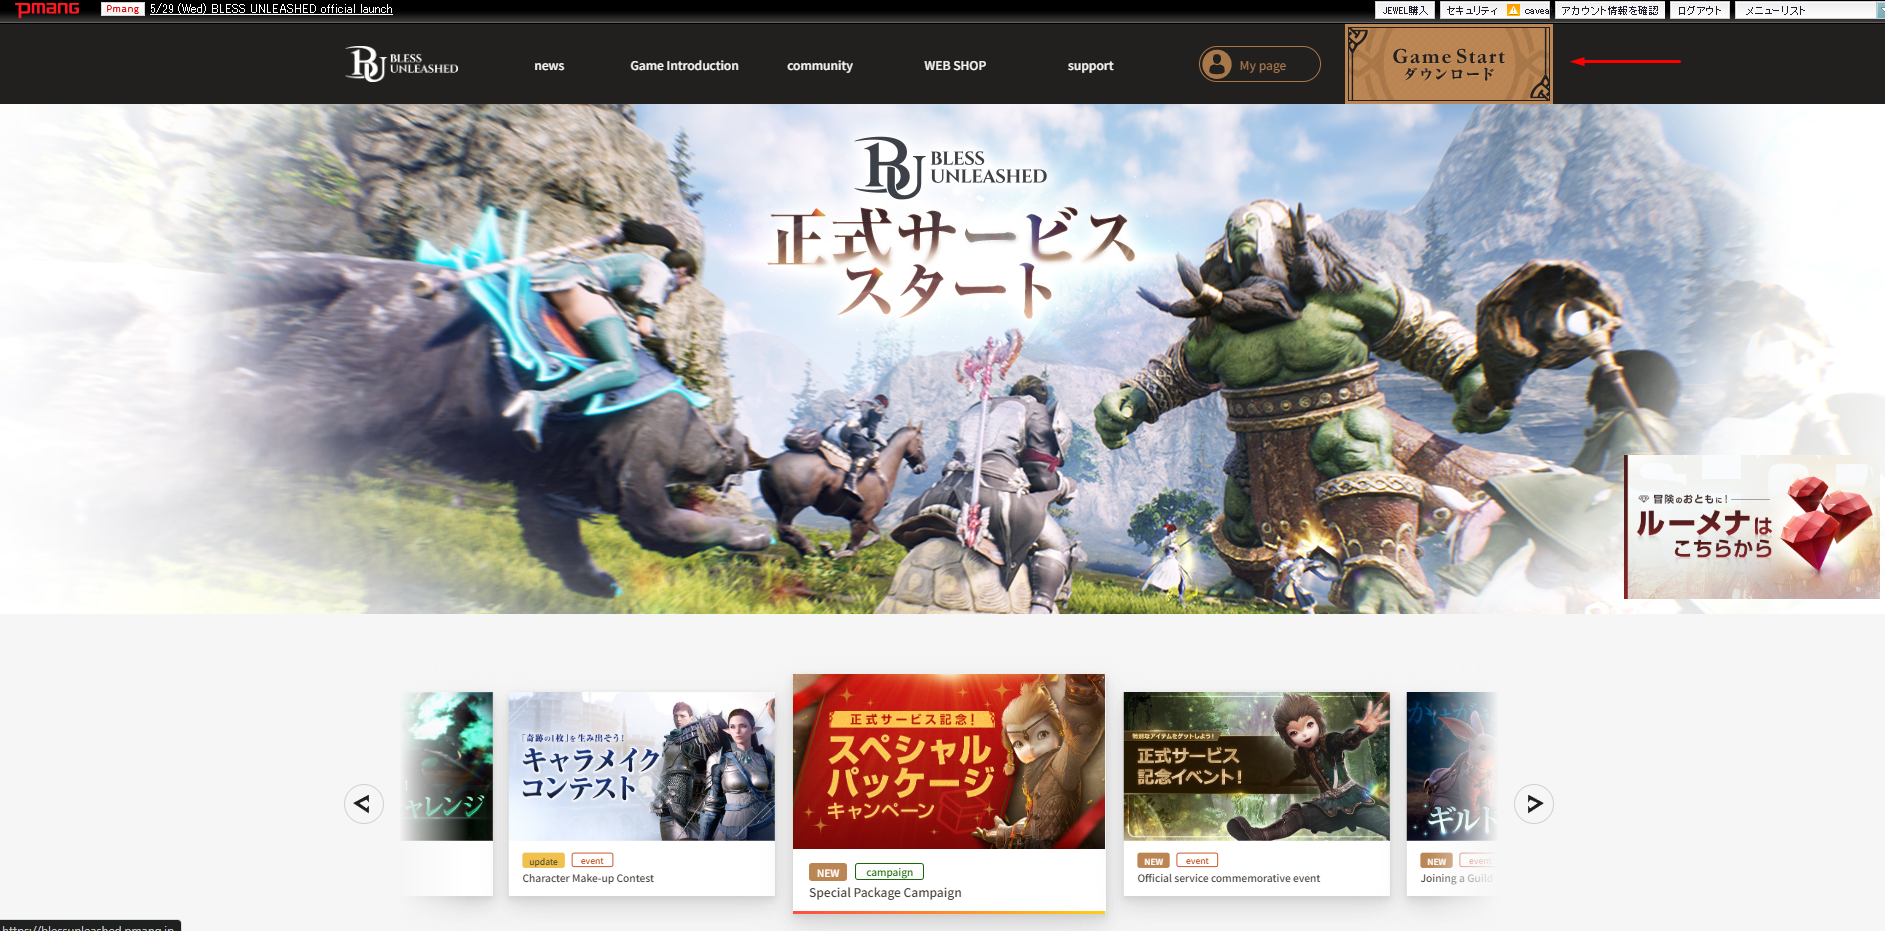 Pmang
Pmang 5/29 (Wed) BLESS UNLEASHED official launch
JEWEL購入
セキュリティ
cavea
アカウント情報を確認
ログアウト
メニューリスト
BU BLESS
UNLEASHED
news
Game Introduction
community
WEB SHOP
support
My page
Game Start
ダウンロード
BU BLESS
UNLEASHED
正式サービス
スタート
冒険のおともに!
ルーメナは
こちらから
ャレンジ
「奇跡の1枚」を生み出そう!
キャラメイク
コンテスト
update event
Character Make-up Contest
正式サービス記念!
スペシャル
パッケージ
キャンペーン
NEW campaign
Special Package Campaign
特別なアイテムをゲットしよう!
正式サービス
記念イベント!
NEW event
Official service commemorative event
ギルド
NEW event
Joining a Guild
https://blessunleashed.pmang.jp